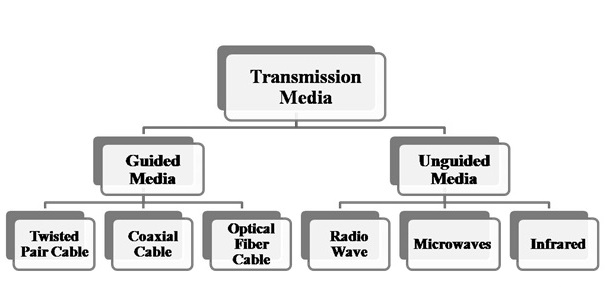 Transmission
Media
Guided
Media
Unguided
Media
Twisted
Pair Cable
Coaxial
Cable
Optical
Fiber
Cable
Radio
Wave
Microwaves
Infrared